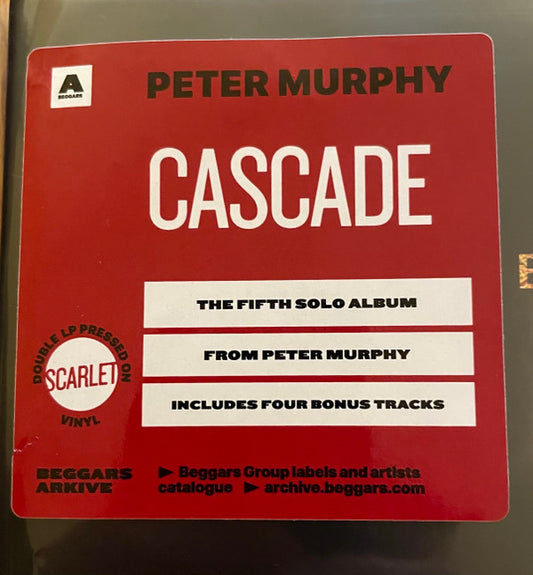 A
BEGGARS
PETER MURPHY
CASCADE
THE FIFTH SOLO ALBUM
FROM PETER MURPHY
INCLUDES FOUR BONUS TRACKS
DOUBLE LP PRESSED ON
SCARLET
VINYL
BEGGARS
ARKIVE
► Beggars Group labels and artists
catalogue ► archive.beggars.com